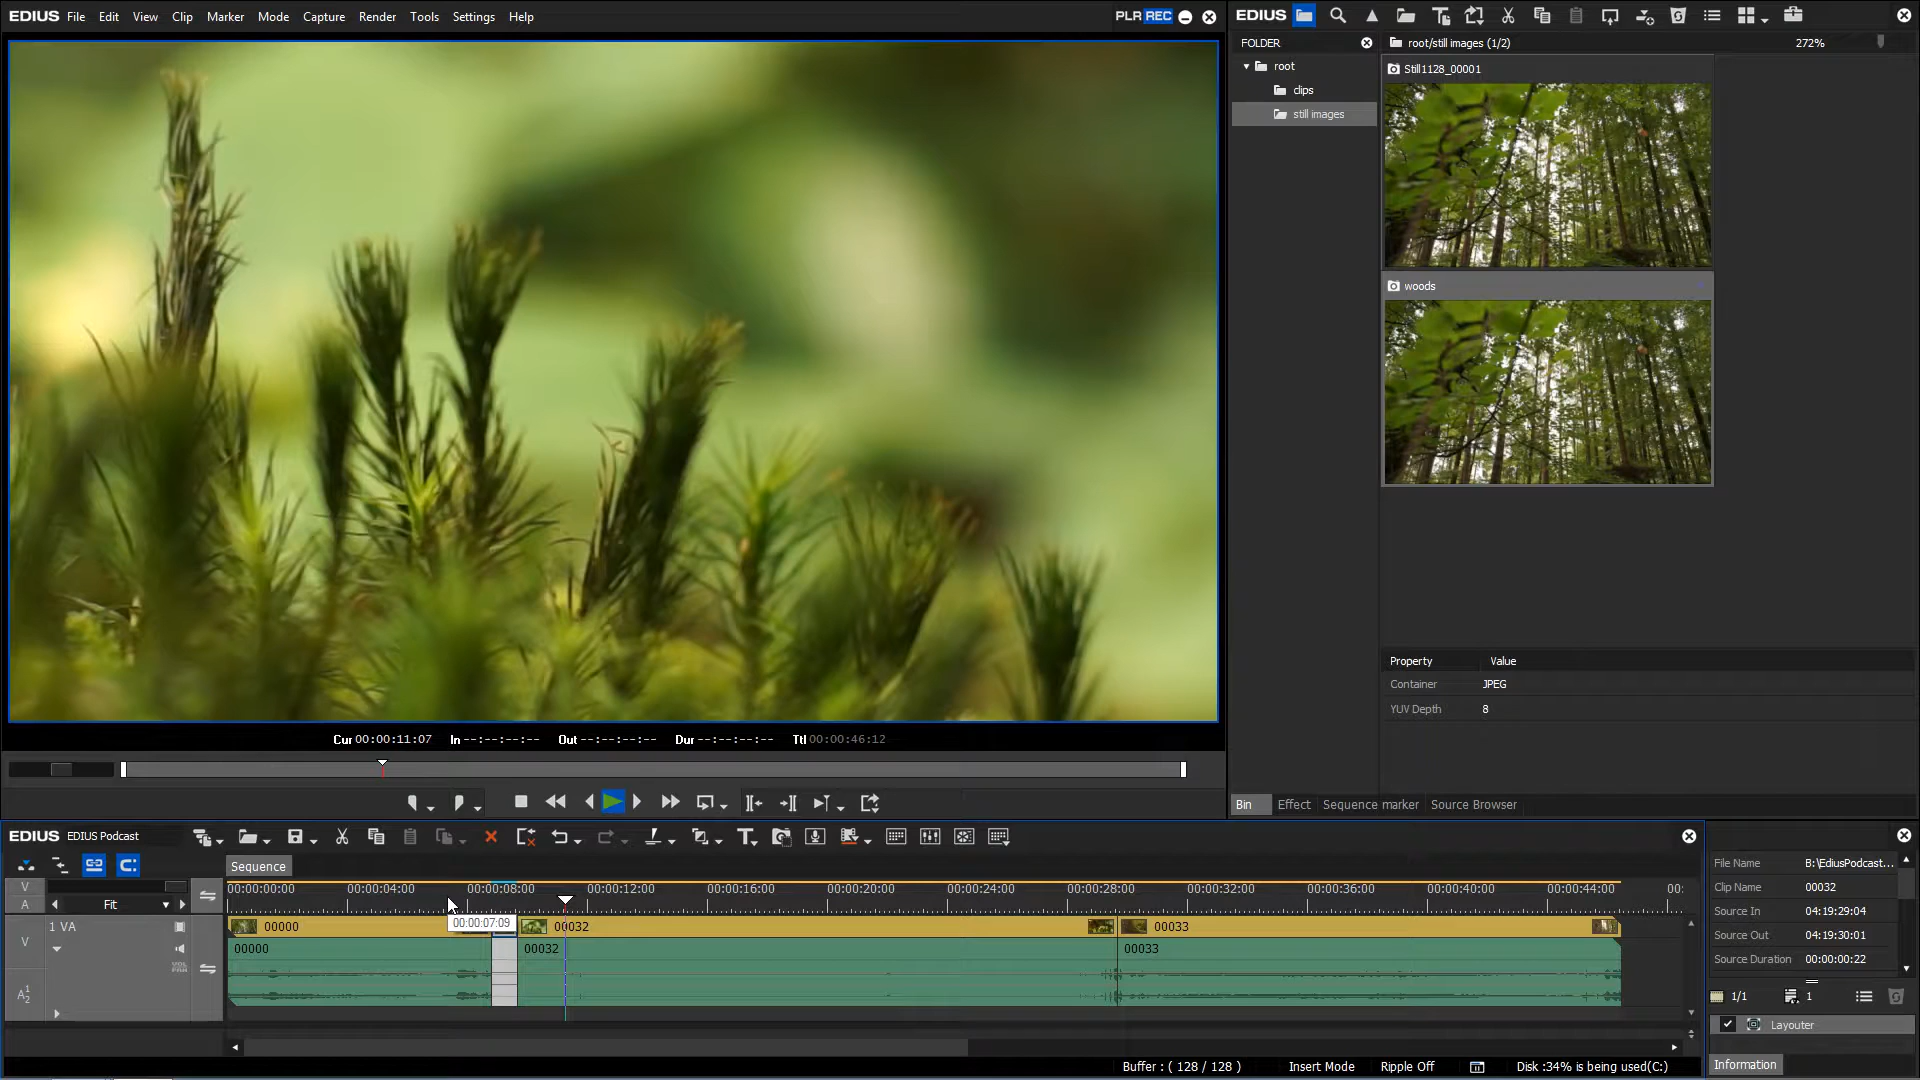 EDIUS File Edit View Clip Marker Mode Capture Render Tools Settings Help
PLR REC
EDIUS
FOLDER
root/still images (1/2)
272%
root
clips
still images
Still1128_00001
woods
Property Value
Container JPEG
YUV Depth 8
Cur 00:00:11:07 In --:--:--:-- Out --:--:--:-- Dur --:--:--:-- Ttl 00:00:46:12
Bin Effect Sequence marker Source Browser
EDIUS EDIUS Podcast
Sequence
V
A
Fit
00:00:00:00 00:00:04:00 00:00:08:00 00:00:12:00 00:00:16:00 00:00:20:00 00:00:24:00 00:00:28:00 00:00:32:00 00:00:36:00 00:00:40:00 00:00:44:00 00:
00:00:07:09
1 VA
V
VOL
PAN
A 1 2
00000 00032 00033
00000 00032 00033
File Name B:\EdiusPodcast...
Clip Name 00032
Source In 04:19:29:04
Source Out 04:19:30:01
Source Duration 00:00:00:22
1/1 1
Layouter
Information
Buffer : ( 128 / 128 ) Insert Mode Ripple Off Disk :34% is being used(C:)